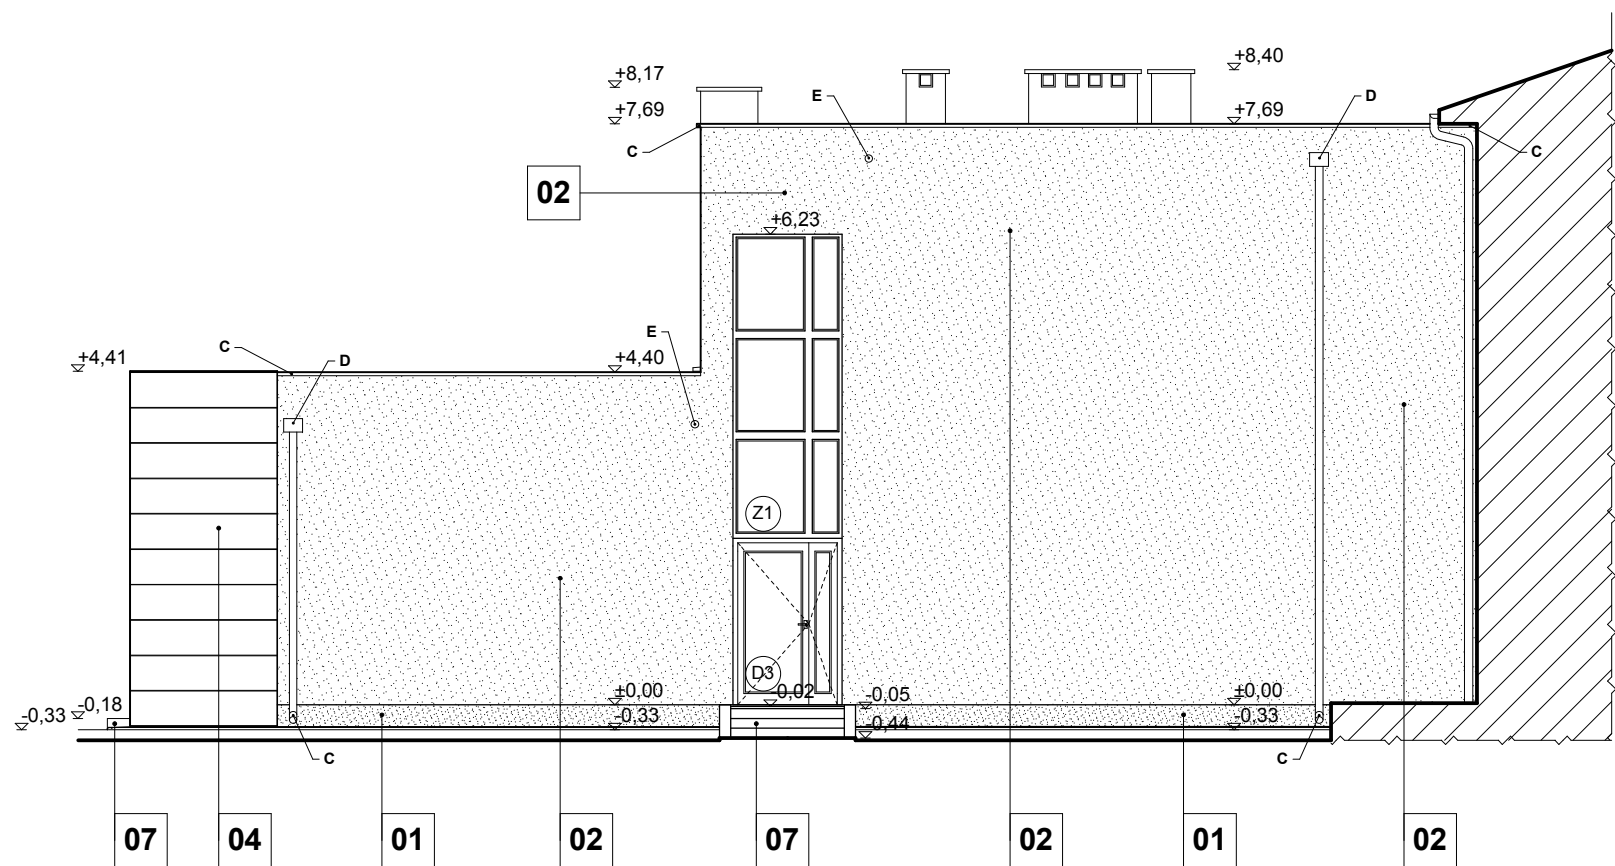 +8,40
+8,17
E
D
+7,69
+7,69
C
C
02
+6,23
E
C
D
+4,41
+4,40
Z1
D3
±0,00
-0,02
-0,05
±0,00
-0,18
-0,33
-0,33
-0,33
-0,44
C
C
07
04
01
02
07
02
01
02